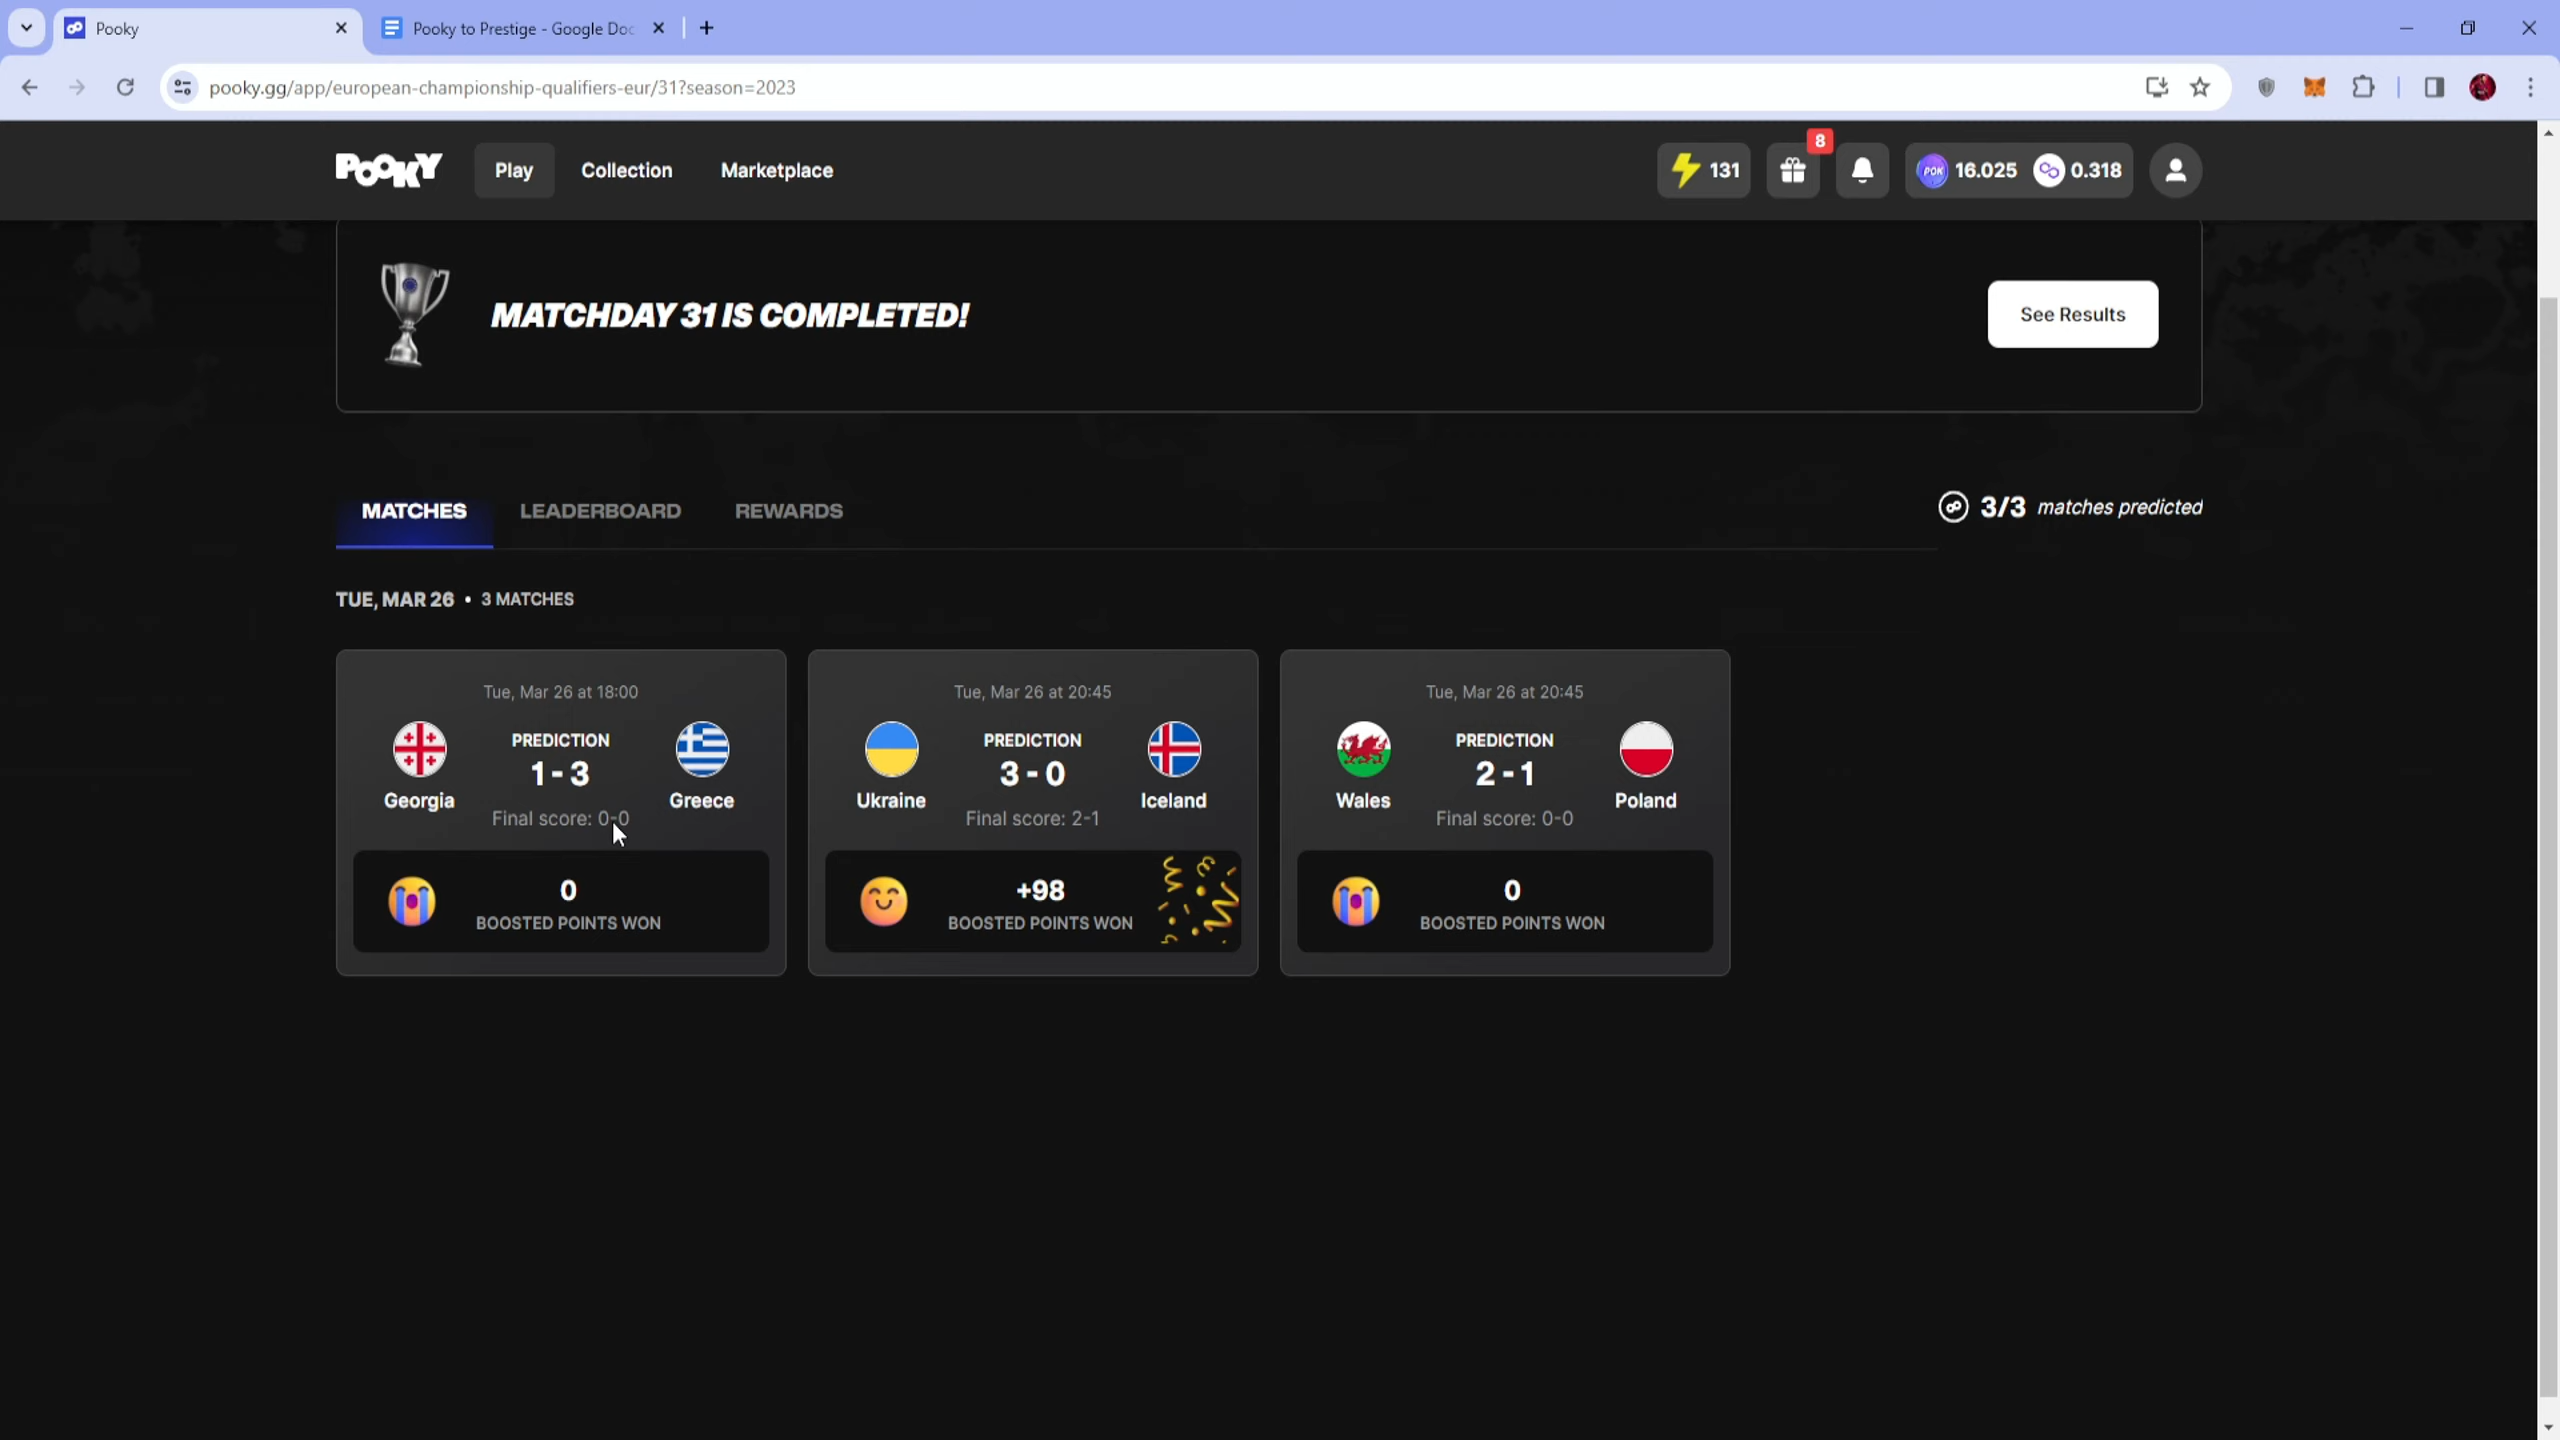 Pooky
Pooky to Prestige - Google Doc
pooky.gg/app/european-championship-qualifiers-eur/31?season=2023
POOKY
Play
Collection
Marketplace
131
8
POK
16.025
0.318
MATCHDAY 31 IS COMPLETED!
See Results
MATCHES
LEADERBOARD
REWARDS
3/3 matches predicted
TUE, MAR 26 • 3 MATCHES
Tue, Mar 26 at 18:00
PREDICTION
1 - 3
Georgia
Greece
Final score: 0-0
0
BOOSTED POINTS WON
Tue, Mar 26 at 20:45
PREDICTION
3 - 0
Ukraine
Iceland
Final score: 2-1
+98
BOOSTED POINTS WON
Tue, Mar 26 at 20:45
PREDICTION
2 - 1
Wales
Poland
Final score: 0-0
0
BOOSTED POINTS WON